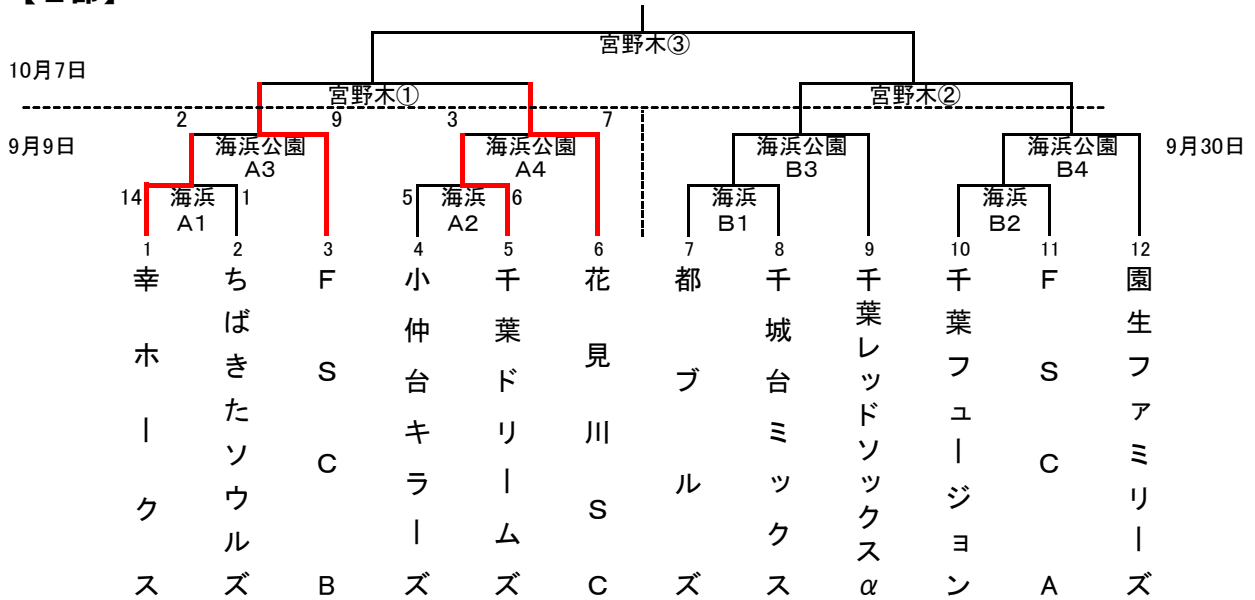 宮野木③
10月7日
宮野木① 宮野木②
2 9 3 7
9月9日 海浜公園 海浜公園 海浜公園 海浜公園 9月30日
A3 A4 B3 B4
14 海浜 1 5 海浜 6 海浜 海浜
A1 A2 B1 B2
1 2 3 4 5 6 7 8 9 10 11 12
幸ホークス
ちばきたソウルズ
FSCB
小仲台キラーズ
千葉ドリームズ
花見川SC
都ブルズ
千城台ミックス
千葉レッドソックスα
千葉フュージョン
FSCA
園生ファミリーズ